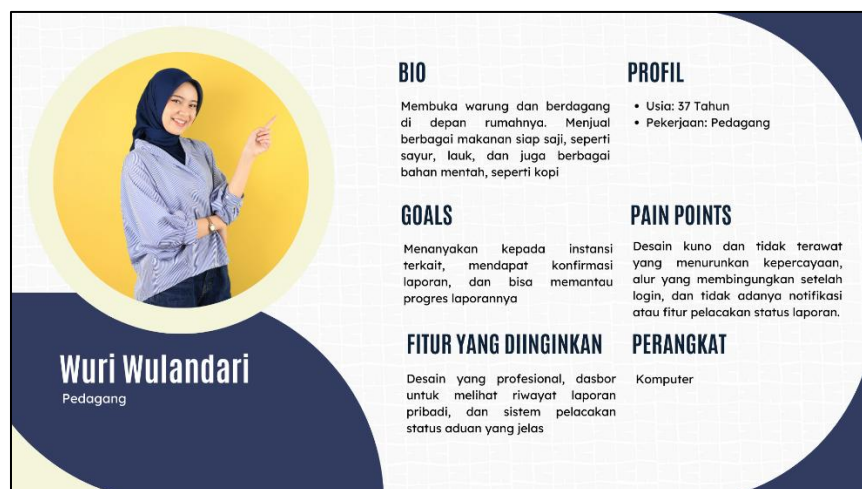 BIO
Membuka warung dan berdagang
di depan rumahnya. Menjual
berbagai makanan siap saji, seperti
sayur, lauk, dan juga berbagai
bahan mentah, seperti kopi
PROFIL
• Usia: 37 Tahun
• Pekerjaan: Pedagang
GOALS
Menanyakan kepada instansi
terkait, mendapat konfirmasi
laporan, dan bisa memantau
progres laporannya
PAIN POINTS
Desain kuno dan tidak terawat
yang menurunkan kepercayaan,
alur yang membingungkan setelah
login, dan tidak adanya notifikasi
atau fitur pelacakan status laporan.
FITUR YANG DIINGINKAN
Desain yang profesional, dasbor
untuk melihat riwayat laporan
pribadi, dan sistem pelacakan
status aduan yang jelas
PERANGKAT
Komputer
Wuri Wulandari
Pedagang